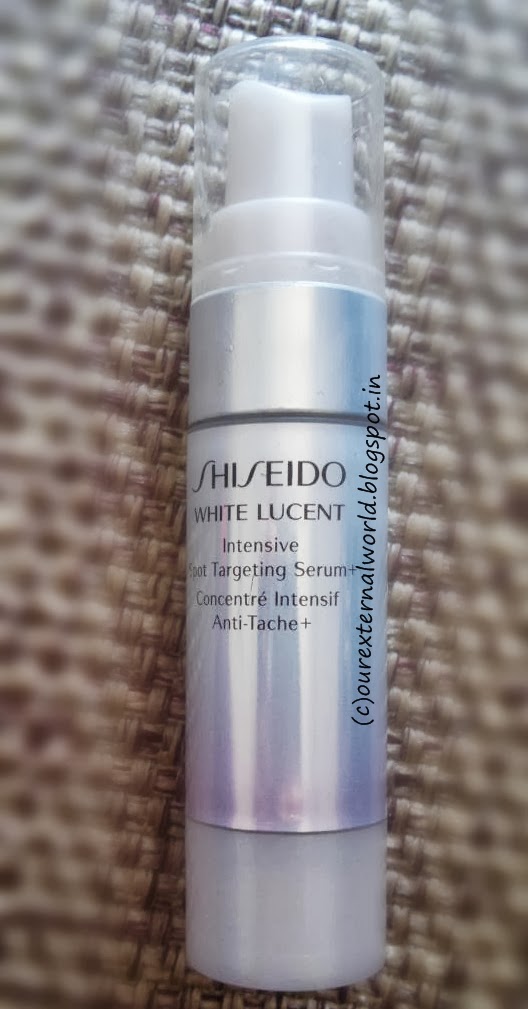 SHISEIDO
WHITE LUCENT
Intensive
Spot Targeting Serum+
Concentré Intensif
Anti-Tache+
(c)ourexternalworld.blogspot.in